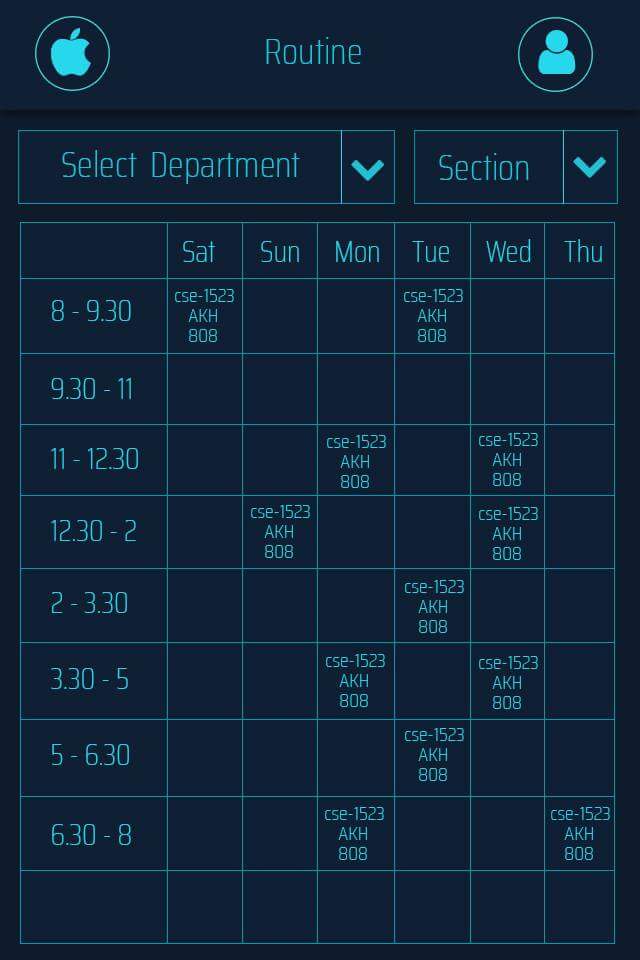 Routine
Select Department
Section
Sat Sun Mon Tue Wed Thu
8 - 9.30
cse-1523 cse-1523
AKH AKH
808 808
9.30 - 11
11 - 12.30
cse-1523 cse-1523
AKH AKH
808 808
12.30 - 2
cse-1523 cse-1523
AKH AKH
808 808
2 - 3.30
cse-1523
AKH
808
3.30 - 5
cse-1523 cse-1523
AKH AKH
808 808
5 - 6.30
cse-1523
AKH
808
6.30 - 8
cse-1523 cse-1523
AKH AKH
808 808